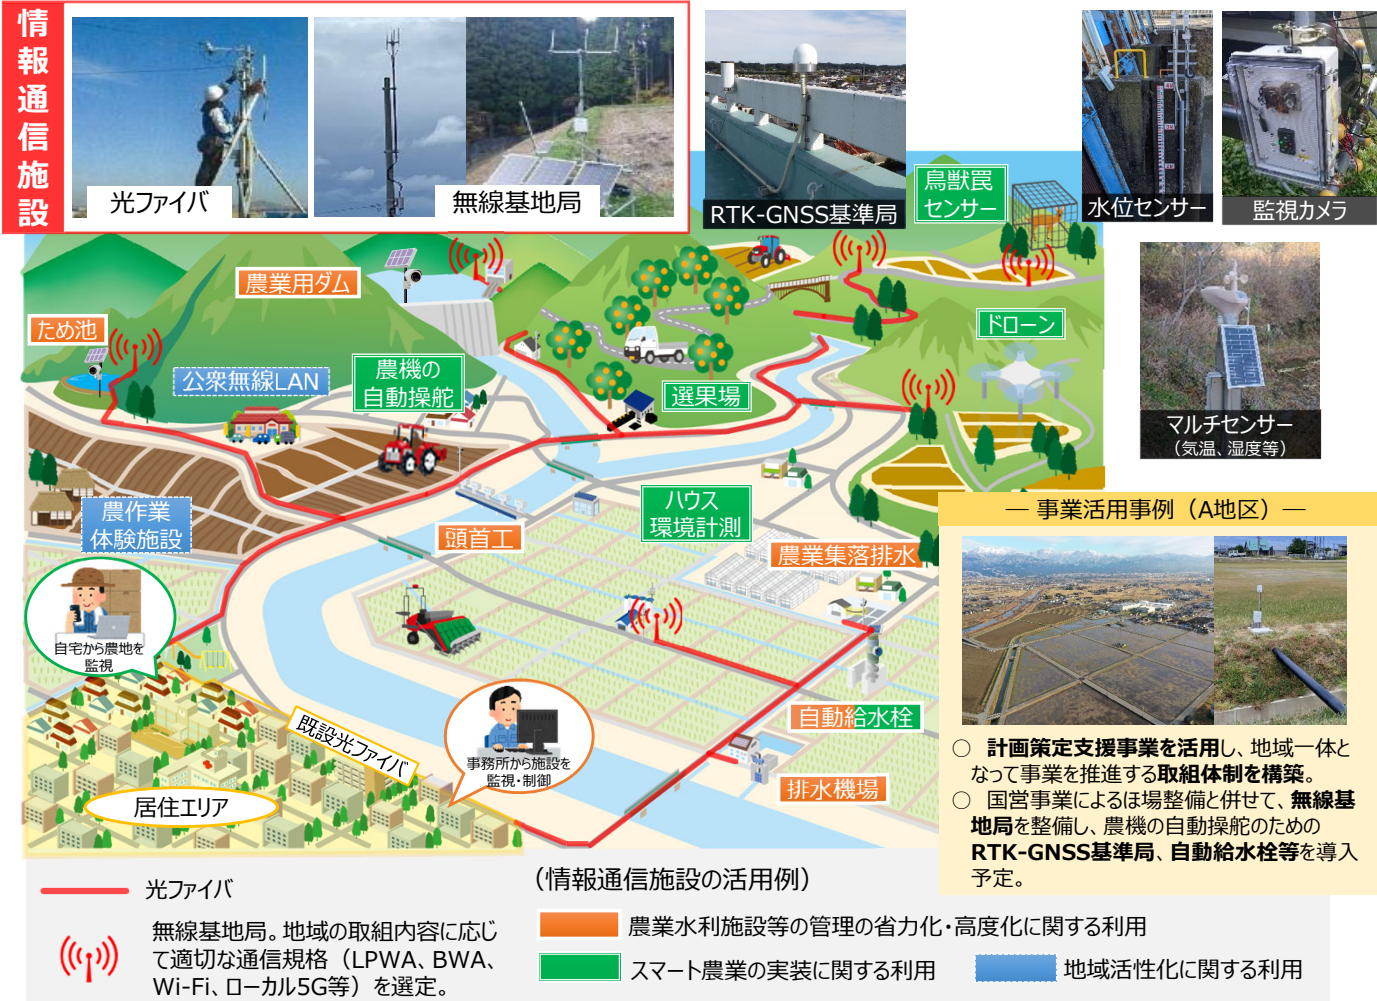 情報通信施設
光ファイバ
無線基地局
RTK-GNSS基準局
鳥獣罠
センサー
水位センサー
監視カメラ
農業用ダム
ため池
公衆無線LAN
農機の
自動操舵
選果場
ドローン
マルチセンサー
（気温、湿度等）
農作業
体験施設
頭首工
ハウス
環境計測
農業集落排水
自宅から農地を
監視
既設光ファイバ
事務所から施設を
監視・制御
自動給水栓
排水機場
居住エリア
― 事業活用事例（A地区）―
○ 計画策定支援事業を活用し、地域一体と
なって事業を推進する取組体制を構築。
○ 国営事業によるほ場整備と併せて、無線基
地局を整備し、農機の自動操舵のための
RTK-GNSS基準局、自動給水栓等を導入
予定。
光ファイバ
無線基地局。地域の取組内容に応じ
て適切な通信規格（LPWA、BWA、
Wi-Fi、ローカル5G等）を選定。
（情報通信施設の活用例）
農業水利施設等の管理の省力化・高度化に関する利用
スマート農業の実装に関する利用
地域活性化に関する利用